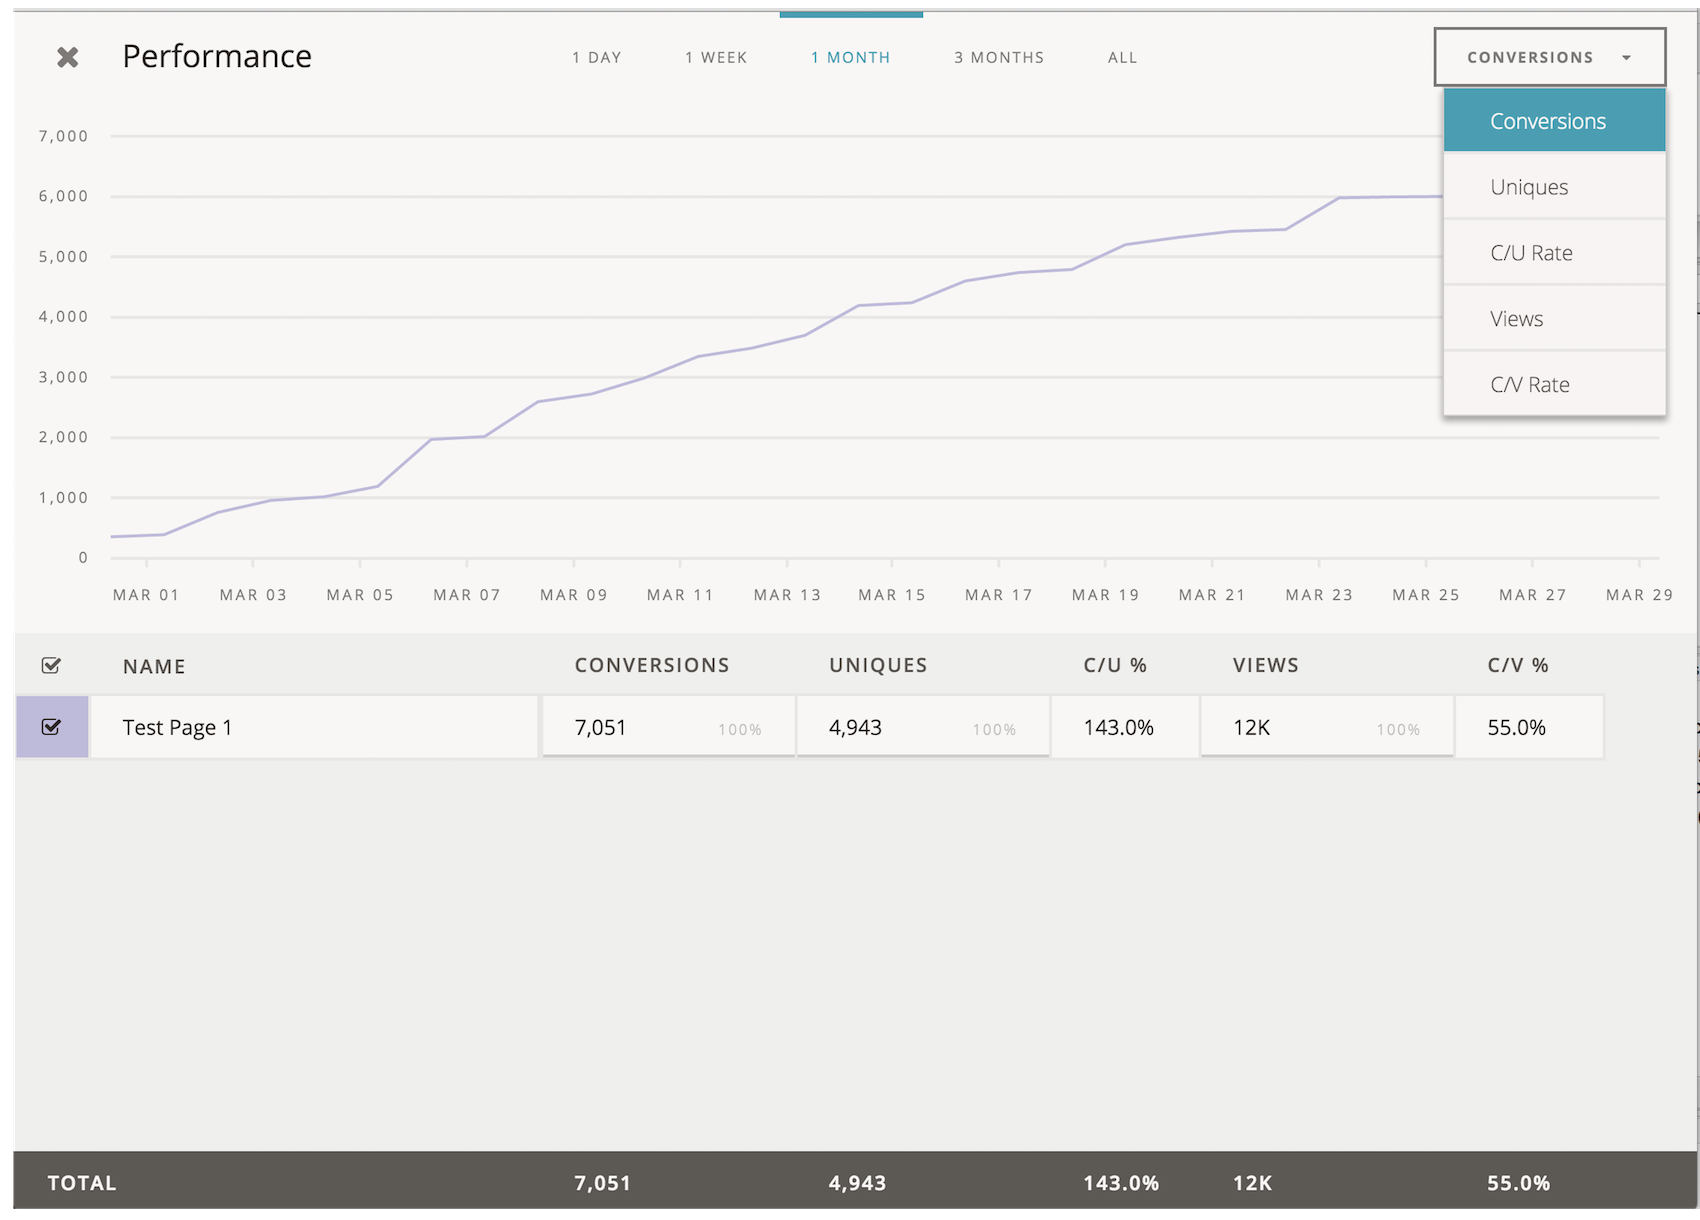 Performance
1 DAY 1 WEEK 1 MONTH 3 MONTHS ALL
CONVERSIONS
Conversions
Uniques
C/U Rate
Views
C/V Rate
7,000
6,000
5,000
4,000
3,000
2,000
1,000
0
MAR 01 MAR 03 MAR 05 MAR 07 MAR 09 MAR 11 MAR 13 MAR 15 MAR 17 MAR 19 MAR 21 MAR 23 MAR 25 MAR 27 MAR 29
NAME CONVERSIONS UNIQUES C/U % VIEWS C/V %
Test Page 1 7,051 100% 4,943 100% 143.0% 12K 100% 55.0%
TOTAL 7,051 4,943 143.0% 12K 55.0%